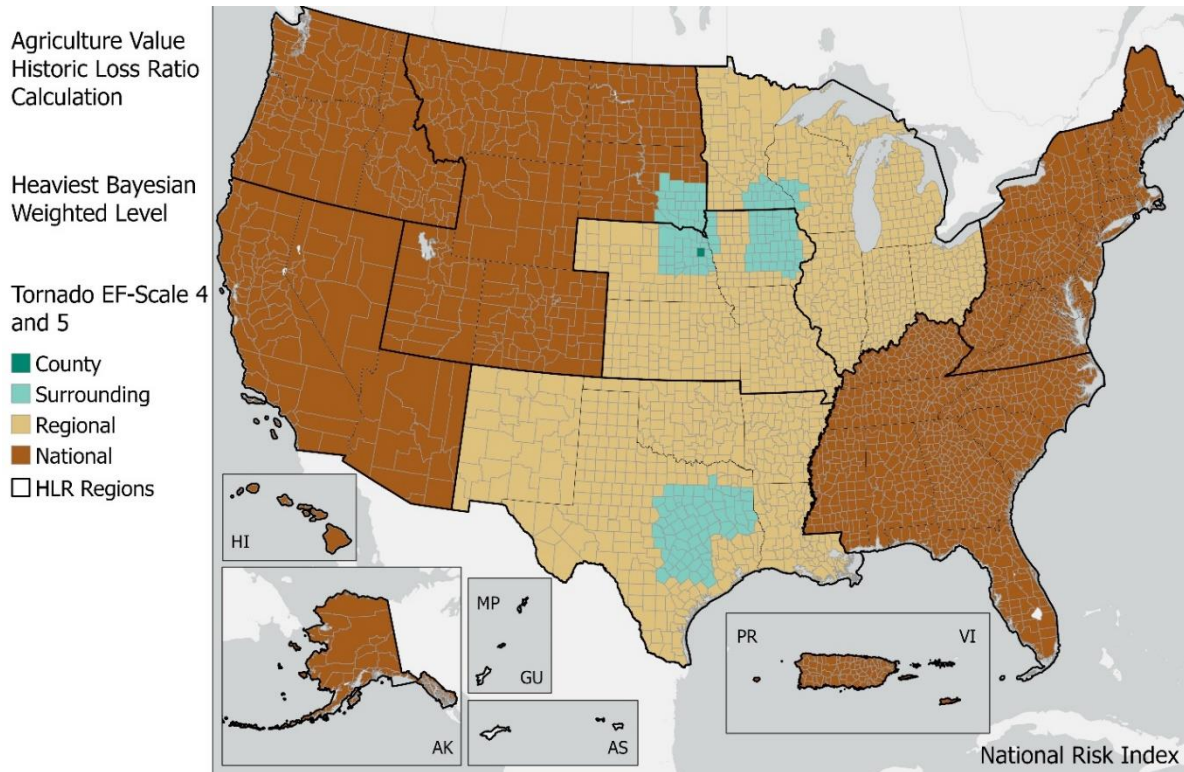 Agriculture Value
Historic Loss Ratio
Calculation
Heaviest Bayesian
Weighted Level
Tornado EF-Scale 4
and 5
County
Surrounding
Regional
National
HLR Regions
HI
AK
MP
GU
AS
PR
VI
National Risk Index